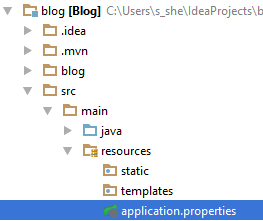 blog [Blog] C:\Users\s_she\IdeaProjects\b
.idea
.mvn
blog
src
main
java
resources
static
templates
application.properties